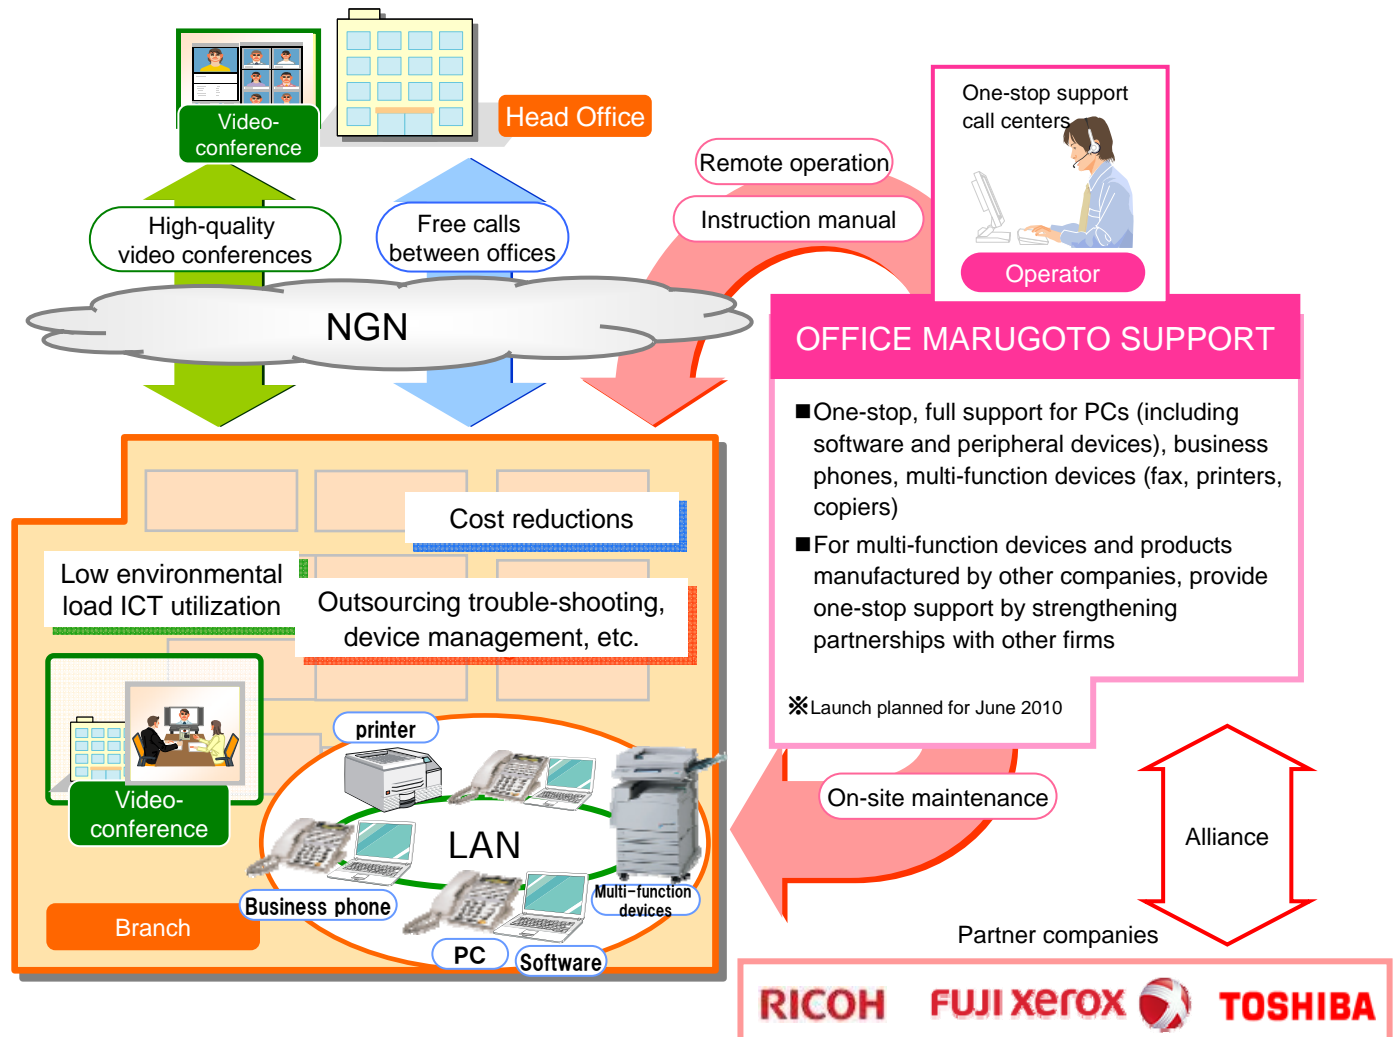 Video-
conference
Head Office
High-quality
video conferences
Free calls
between offices
NGN
Remote operation
Instruction manual
One-stop support
call centers
Operator
OFFICE MARUGOTO SUPPORT
■One-stop, full support for PCs (including
software and peripheral devices), business
phones, multi-function devices (fax, printers,
copiers)
■For multi-function devices and products
manufactured by other companies, provide
one-stop support by strengthening
partnerships with other firms
※Launch planned for June 2010
Cost reductions
Low environmental
load ICT utilization
Outsourcing trouble-shooting,
device management, etc.
Video-
conference
printer
LAN
Business phone
Multi-function
devices
PC
Software
Branch
On-site maintenance
Alliance
Partner companies
RICOH
FUJI XEROX
TOSHIBA